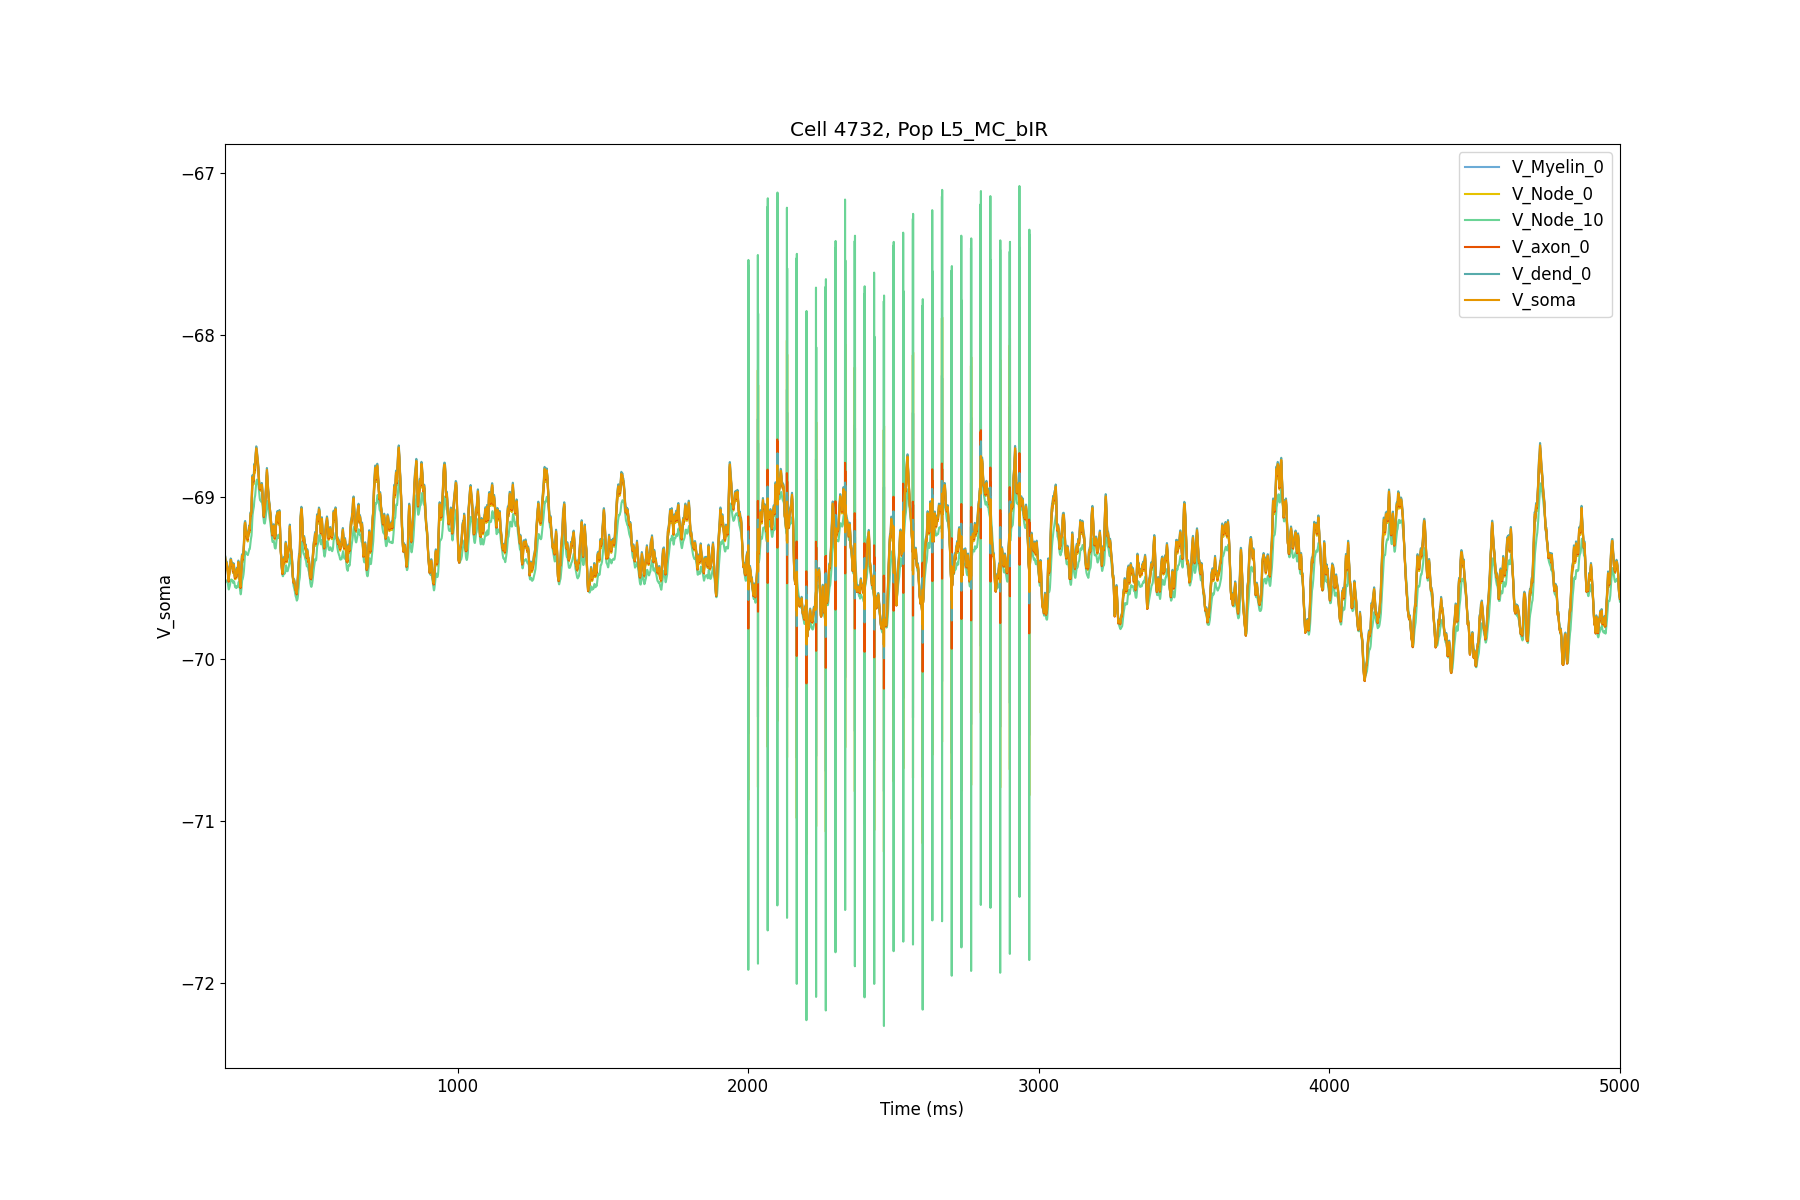 Cell 4732, Pop L5_MC_bIR
−67
−68
−69
−70
−71
−72
V_soma
V_Myelin_0
V_Node_0
V_Node_10
V_axon_0
V_dend_0
V_soma
1000
2000
3000
4000
5000
Time (ms)